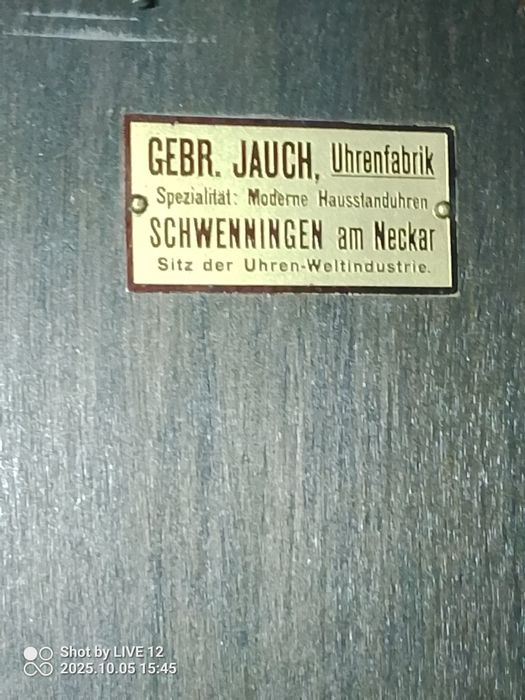 GEBR. JAUCH, Uhrenfabrik
Spezialität: Moderne Hausstanduhren
SCHWENNINGEN am Neckar
Sitz der Uhren-Weltindustrie.
Shot by LIVE 12
2025.10.05 15:45